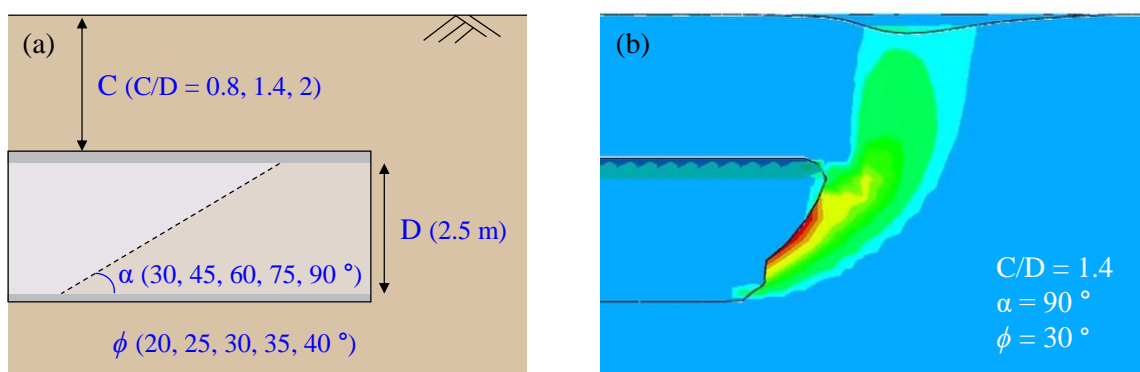 (a)
C (C/D = 0.8, 1.4, 2)
D (2.5 m)
α (30, 45, 60, 75, 90 °)
ϕ (20, 25, 30, 35, 40 °)
(b)
C/D = 1.4
α = 90 °
ϕ = 30 °